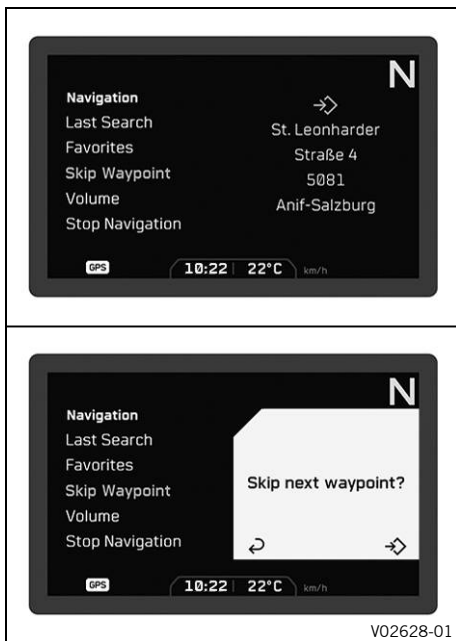 N
Navigation
Last Search
Favorites
Skip Waypoint
Volume
Stop Navigation
St. Leonharder
Straße 4
5081
Anif-Salzburg
GPS
10:22 22°C km/h
N
Navigation
Last Search
Favorites
Skip Waypoint
Volume
Stop Navigation
Skip next waypoint?
GPS
10:22 22°C km/h
V02628-01